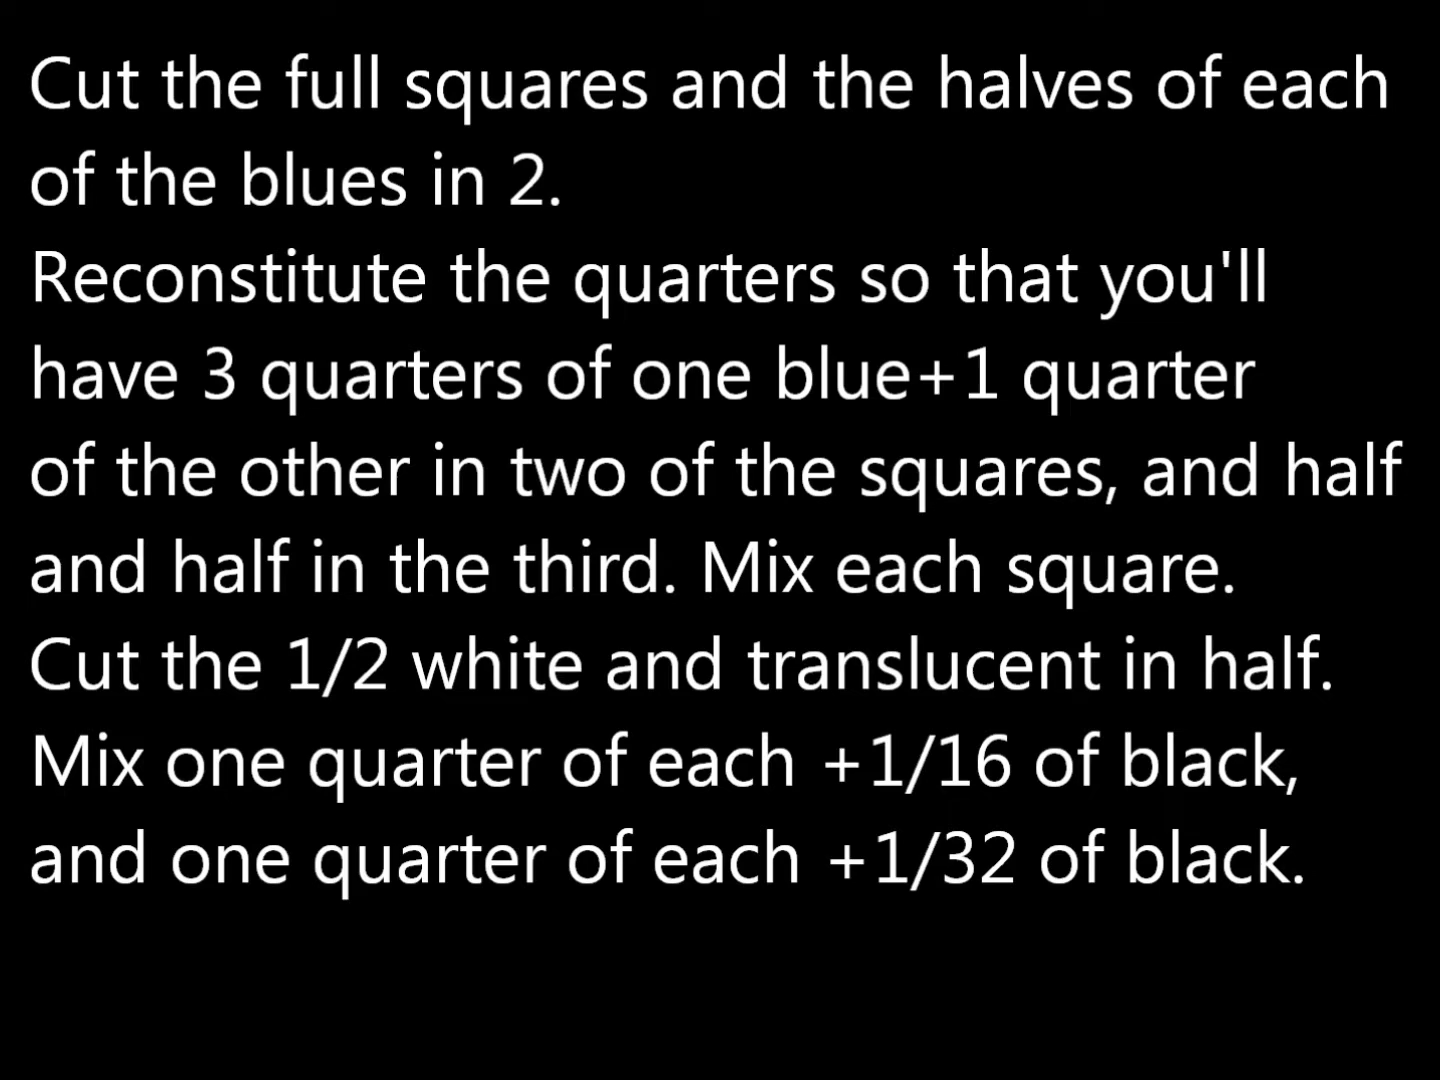 Cut the full squares and the halves of each
of the blues in 2.
Reconstitute the quarters so that you'll
have 3 quarters of one blue+1 quarter
of the other in two of the squares, and half
and half in the third. Mix each square.
Cut the 1/2 white and translucent in half.
Mix one quarter of each +1/16 of black,
and one quarter of each +1/32 of black.